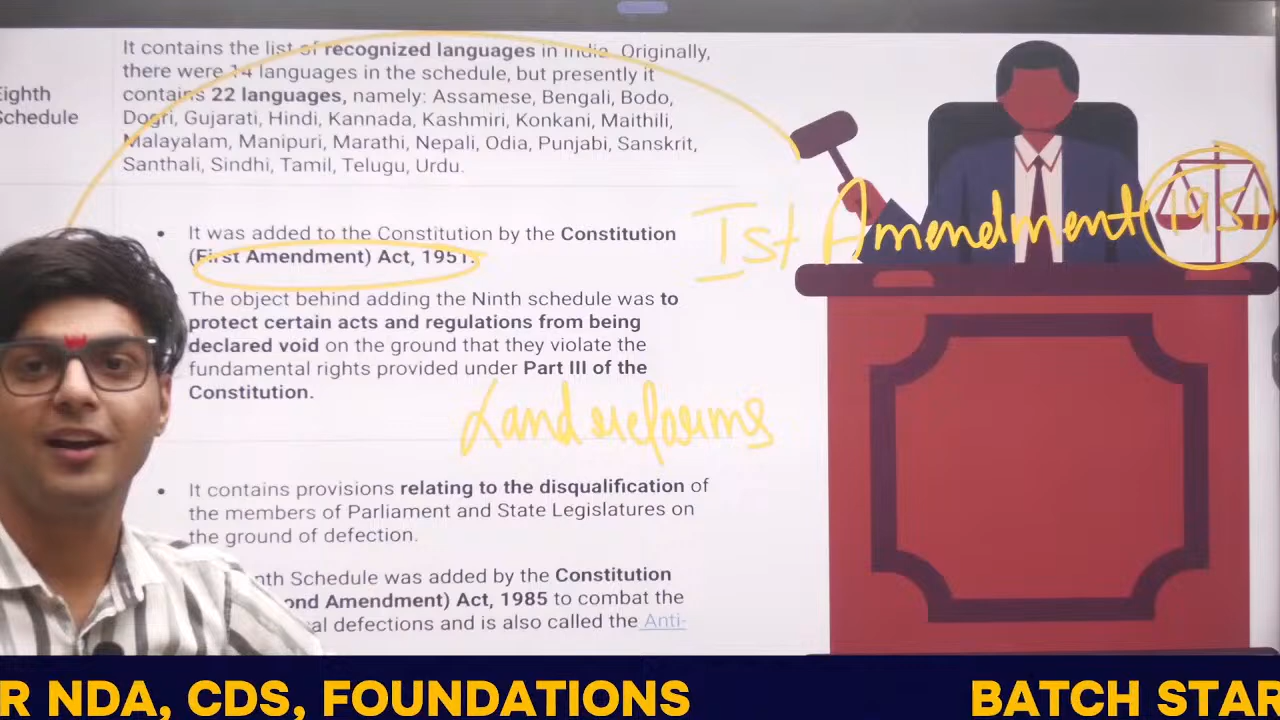 It contains the list of recognized languages in India. Originally,
there were 14 languages in the schedule, but presently it
Eighth
Schedule
contains 22 languages, namely: Assamese, Bengali, Bodo,
Dogri, Gujarati, Hindi, Kannada, Kashmiri, Konkani, Maithili,
Malayalam, Manipuri, Marathi, Nepali, Odia, Punjabi, Sanskrit,
Santhali, Sindhi, Tamil, Telugu, Urdu.
• It was added to the Constitution by the Constitution
(First Amendment) Act, 1951.
Ist Amendment 1951
The object behind adding the Ninth schedule was to
protect certain acts and regulations from being
declared void on the ground that they violate the
fundamental rights provided under Part III of the
Constitution.
Land reforms
• It contains provisions relating to the disqualification of
the members of Parliament and State Legislatures on
the ground of defection.
nth Schedule was added by the Constitution
ond Amendment) Act, 1985 to combat the
al defections and is also called the Anti-
R NDA, CDS, FOUNDATIONS
BATCH STAR